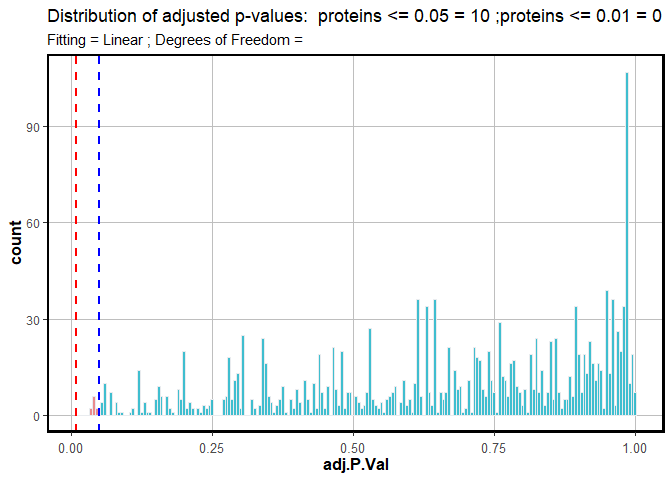 Distribution of adjusted p-values:  proteins <= 0.05 = 10 ;proteins <= 0.01 = 0
Fitting = Linear ; Degrees of Freedom =
90
60
30
0
count
0.00 0.25 0.50 0.75 1.00
adj.P.Val